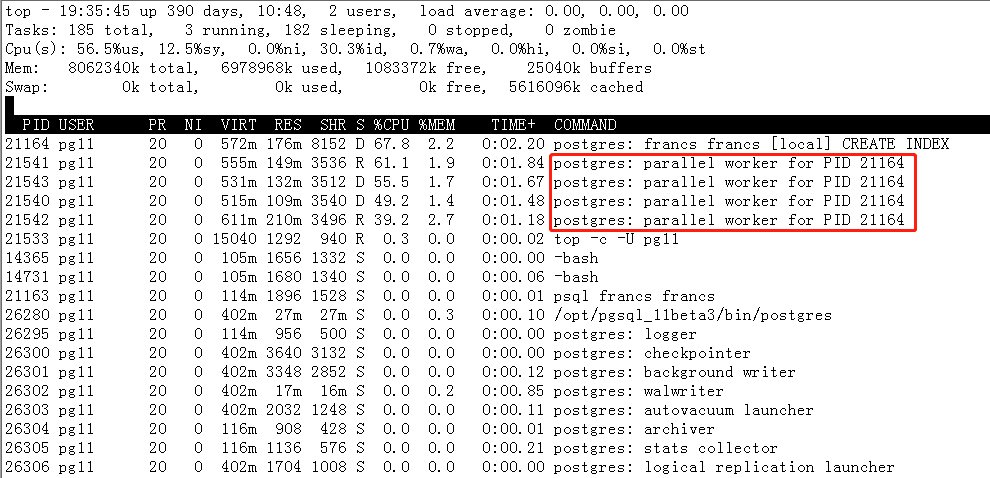 top - 19:35:45 up 390 days, 10:48,  2 users,  load average: 0.00, 0.00, 0.00
Tasks: 185 total,   3 running, 182 sleeping,   0 stopped,   0 zombie
Cpu(s): 56.5%us, 12.5%sy,  0.0%ni, 30.3%id,  0.7%wa,  0.0%hi,  0.0%si,  0.0%st
Mem:   8062340k total,  6978968k used,  1083372k free,    25040k buffers
Swap:        0k total,        0k used,        0k free,  5616096k cached
PID USER      PR  NI  VIRT  RES  SHR S %CPU %MEM    TIME+  COMMAND
21164 pg11      20   0  572m 176m 8152 D 67.8  2.2   0:02.20 postgres: francs francs [local] CREATE INDEX
21541 pg11      20   0  555m 149m 3536 R 61.1  1.9   0:01.84 postgres: parallel worker for PID 21164
21543 pg11      20   0  531m 132m 3512 D 55.5  1.7   0:01.67 postgres: parallel worker for PID 21164
21540 pg11      20   0  515m 109m 3540 D 49.2  1.4   0:01.48 postgres: parallel worker for PID 21164
21542 pg11      20   0  611m 210m 3496 R 39.2  2.7   0:01.18 postgres: parallel worker for PID 21164
21533 pg11      20   0 15040 1292  940 R  0.3  0.0   0:00.02 top -c -U pg11
14365 pg11      20   0  105m 1656 1332 S  0.0  0.0   0:00.00 -bash
14731 pg11      20   0  105m 1680 1340 S  0.0  0.0   0:00.06 -bash
21163 pg11      20   0  114m 1896 1528 S  0.0  0.0   0:00.01 psql francs francs
26280 pg11      20   0  402m  27m  27m S  0.0  0.3   0:00.10 /opt/pgsql_11beta3/bin/postgres
26295 pg11      20   0  114m  956  500 S  0.0  0.0   0:00.00 postgres: logger
26300 pg11      20   0  402m 3640 3132 S  0.0  0.0   0:00.00 postgres: checkpointer
26301 pg11      20   0  402m 3348 2852 S  0.0  0.0   0:00.12 postgres: background writer
26302 pg11      20   0  402m  17m  16m S  0.0  0.2   0:00.85 postgres: walwriter
26303 pg11      20   0  402m 2032 1248 S  0.0  0.0   0:00.11 postgres: autovacuum launcher
26304 pg11      20   0  116m  908  428 S  0.0  0.0   0:00.01 postgres: archiver
26305 pg11      20   0  116m 1136  576 S  0.0  0.0   0:00.21 postgres: stats collector
26306 pg11      20   0  402m 1704 1008 S  0.0  0.0   0:00.00 postgres: logical replication launcher